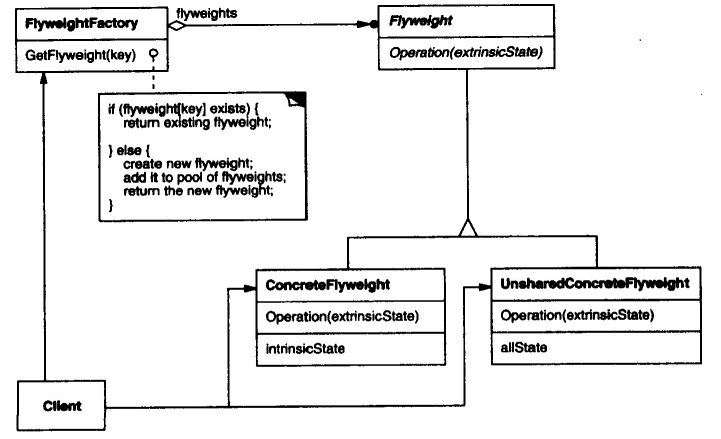 FlyweightFactory
GetFlyweight(key)
flyweights
Flyweight
Operation(extrinsicState)
if (flyweight[key] exists) {
return existing flyweight;
} else {
create new flyweight;
add it to pool of flyweights;
return the new flyweight;
}
ConcreteFlyweight
Operation(extrinsicState)
intrinsicState
UnsharedConcreteFlyweight
Operation(extrinsicState)
allState
Client